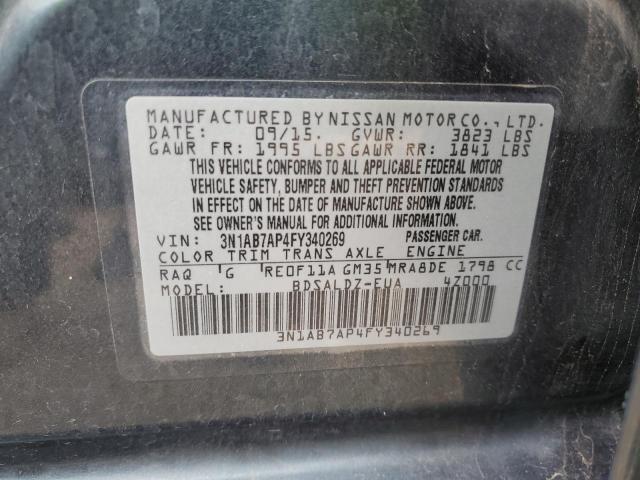 MANUFACTURED BY NISSAN MOTOR CO., LTD.
DATE: 09/15. GVWR: 3823 LBS
GAWR FR: 1995 LBS GAWR RR: 1841 LBS
THIS VEHICLE CONFORMS TO ALL APPLICABLE FEDERAL MOTOR
VEHICLE SAFETY, BUMPER AND THEFT PREVENTION STANDARDS
IN EFFECT ON THE DATE OF MANUFACTURE SHOWN ABOVE.
SEE OWNER'S MANUAL FOR ADDITIONAL INFORMATION.
VIN: 3N1AB7AP4FY340269 PASSENGER CAR.
COLOR TRIM TRANS AXLE ENGINE
RAQ G RE0F11A GM35 MRA8DE 1798 CC
MODEL: BDSALDZ-EUA 4Z000
3N1AB7AP4FY340269